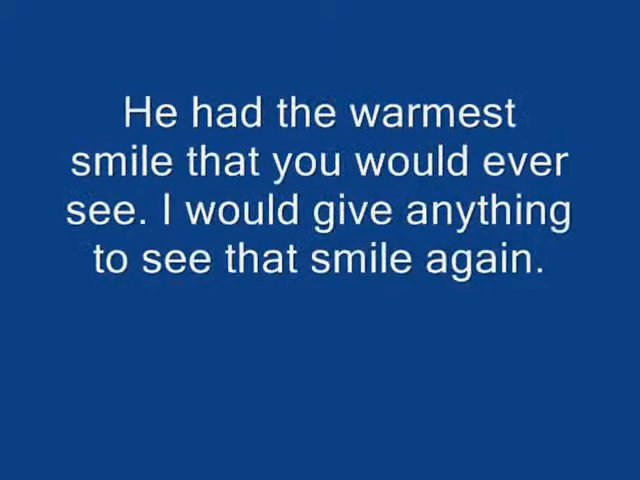 He had the warmest
smile that you would ever
see. I would give anything
to see that smile again.